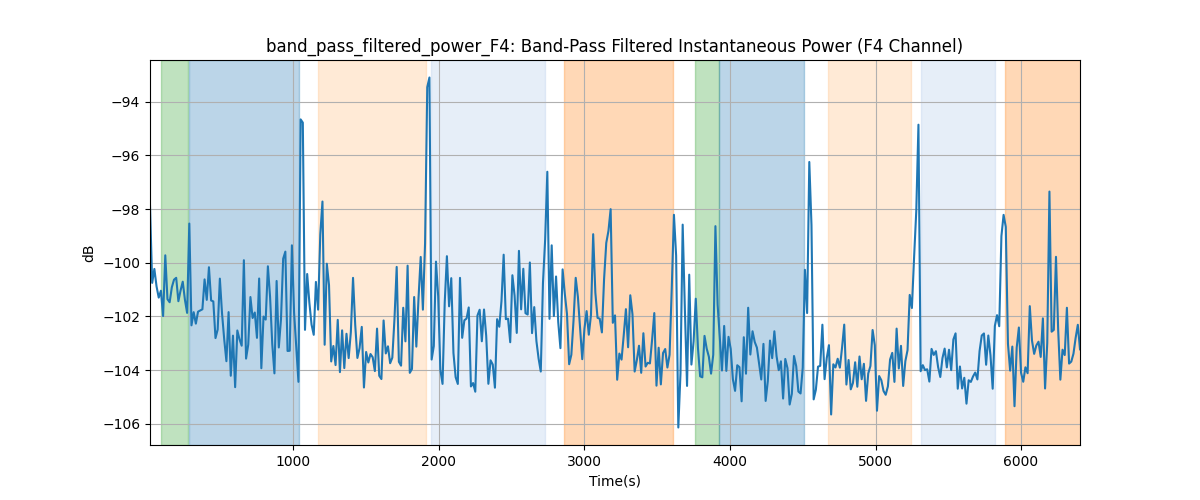 band_pass_filtered_power_F4: Band-Pass Filtered Instantaneous Power (F4 Channel)
dB
−94
−96
−98
−100
−102
−104
−106
1000 2000 3000 4000 5000 6000
Time(s)